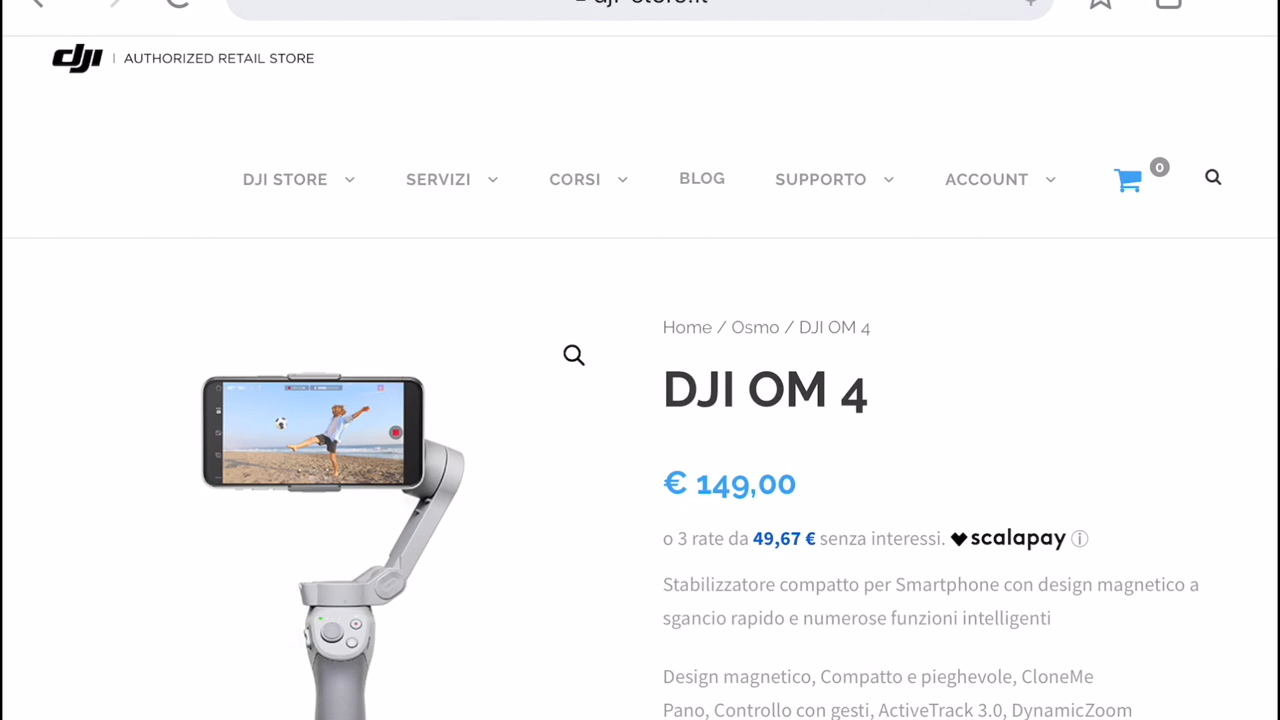 dji | AUTHORIZED RETAIL STORE
DJI STORE
SERVIZI
CORSI
BLOG
SUPPORTO
ACCOUNT
0
Home / Osmo / DJI OM 4
DJI OM 4
€ 149,00
o 3 rate da 49,67 € senza interessi. scalapay
Stabilizzatore compatto per Smartphone con design magnetico a
sgancio rapido e numerose funzioni intelligenti
Design magnetico, Compatto e pieghevole, CloneMe
Pano, Controllo con gesti, ActiveTrack 3.0, DynamicZoom